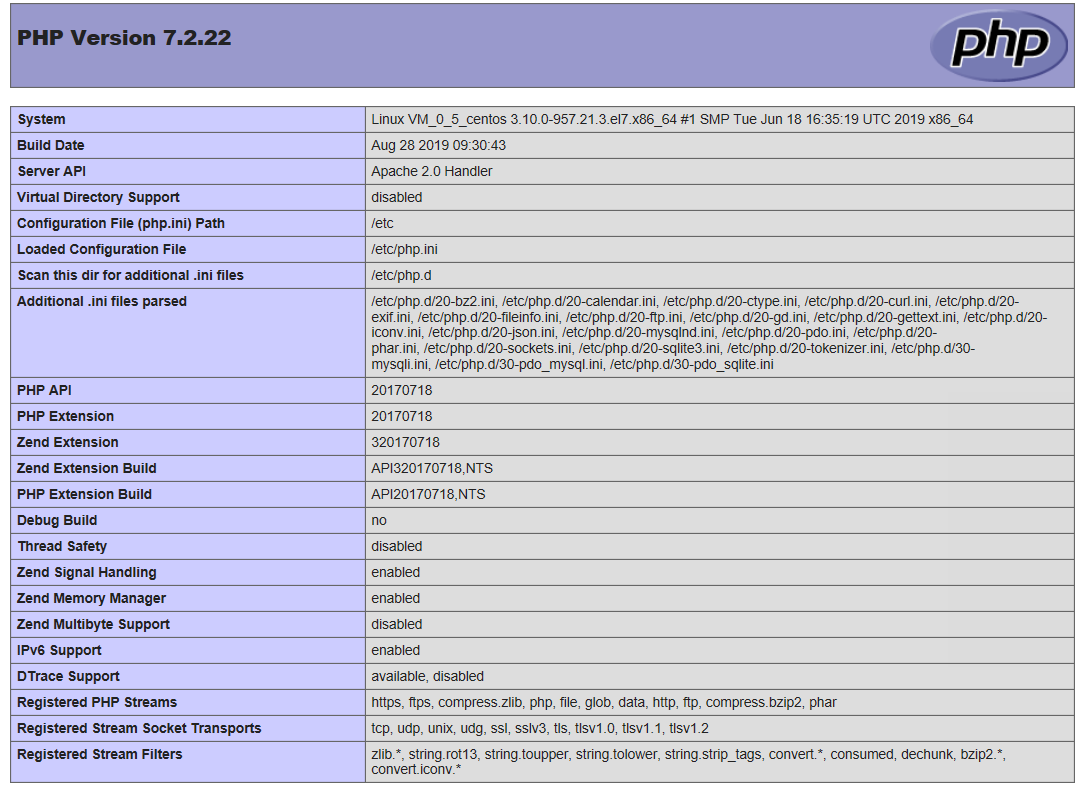 PHP Version 7.2.22
php
System Linux VM_0_5_centos 3.10.0-957.21.3.el7.x86_64 #1 SMP Tue Jun 18 16:35:19 UTC 2019 x86_64
Build Date Aug 28 2019 09:30:43
Server API Apache 2.0 Handler
Virtual Directory Support disabled
Configuration File (php.ini) Path /etc
Loaded Configuration File /etc/php.ini
Scan this dir for additional .ini files /etc/php.d
Additional .ini files parsed /etc/php.d/20-bz2.ini, /etc/php.d/20-calendar.ini, /etc/php.d/20-ctype.ini, /etc/php.d/20-curl.ini, /etc/php.d/20-
exif.ini, /etc/php.d/20-fileinfo.ini, /etc/php.d/20-ftp.ini, /etc/php.d/20-gd.ini, /etc/php.d/20-gettext.ini, /etc/php.d/20-
iconv.ini, /etc/php.d/20-json.ini, /etc/php.d/20-mysqlnd.ini, /etc/php.d/20-pdo.ini, /etc/php.d/20-
phar.ini, /etc/php.d/20-sockets.ini, /etc/php.d/20-sqlite3.ini, /etc/php.d/20-tokenizer.ini, /etc/php.d/30-
mysqli.ini, /etc/php.d/30-pdo_mysql.ini, /etc/php.d/30-pdo_sqlite.ini
PHP API 20170718
PHP Extension 20170718
Zend Extension 320170718
Zend Extension Build API320170718,NTS
PHP Extension Build API20170718,NTS
Debug Build no
Thread Safety disabled
Zend Signal Handling enabled
Zend Memory Manager enabled
Zend Multibyte Support disabled
IPv6 Support enabled
DTrace Support available, disabled
Registered PHP Streams https, ftps, compress.zlib, php, file, glob, data, http, ftp, compress.bzip2, phar
Registered Stream Socket Transports tcp, udp, unix, udg, ssl, sslv3, tls, tlsv1.0, tlsv1.1, tlsv1.2
Registered Stream Filters zlib.*, string.rot13, string.toupper, string.tolower, string.strip_tags, convert.*, consumed, dechunk, bzip2.*,
convert.iconv.*